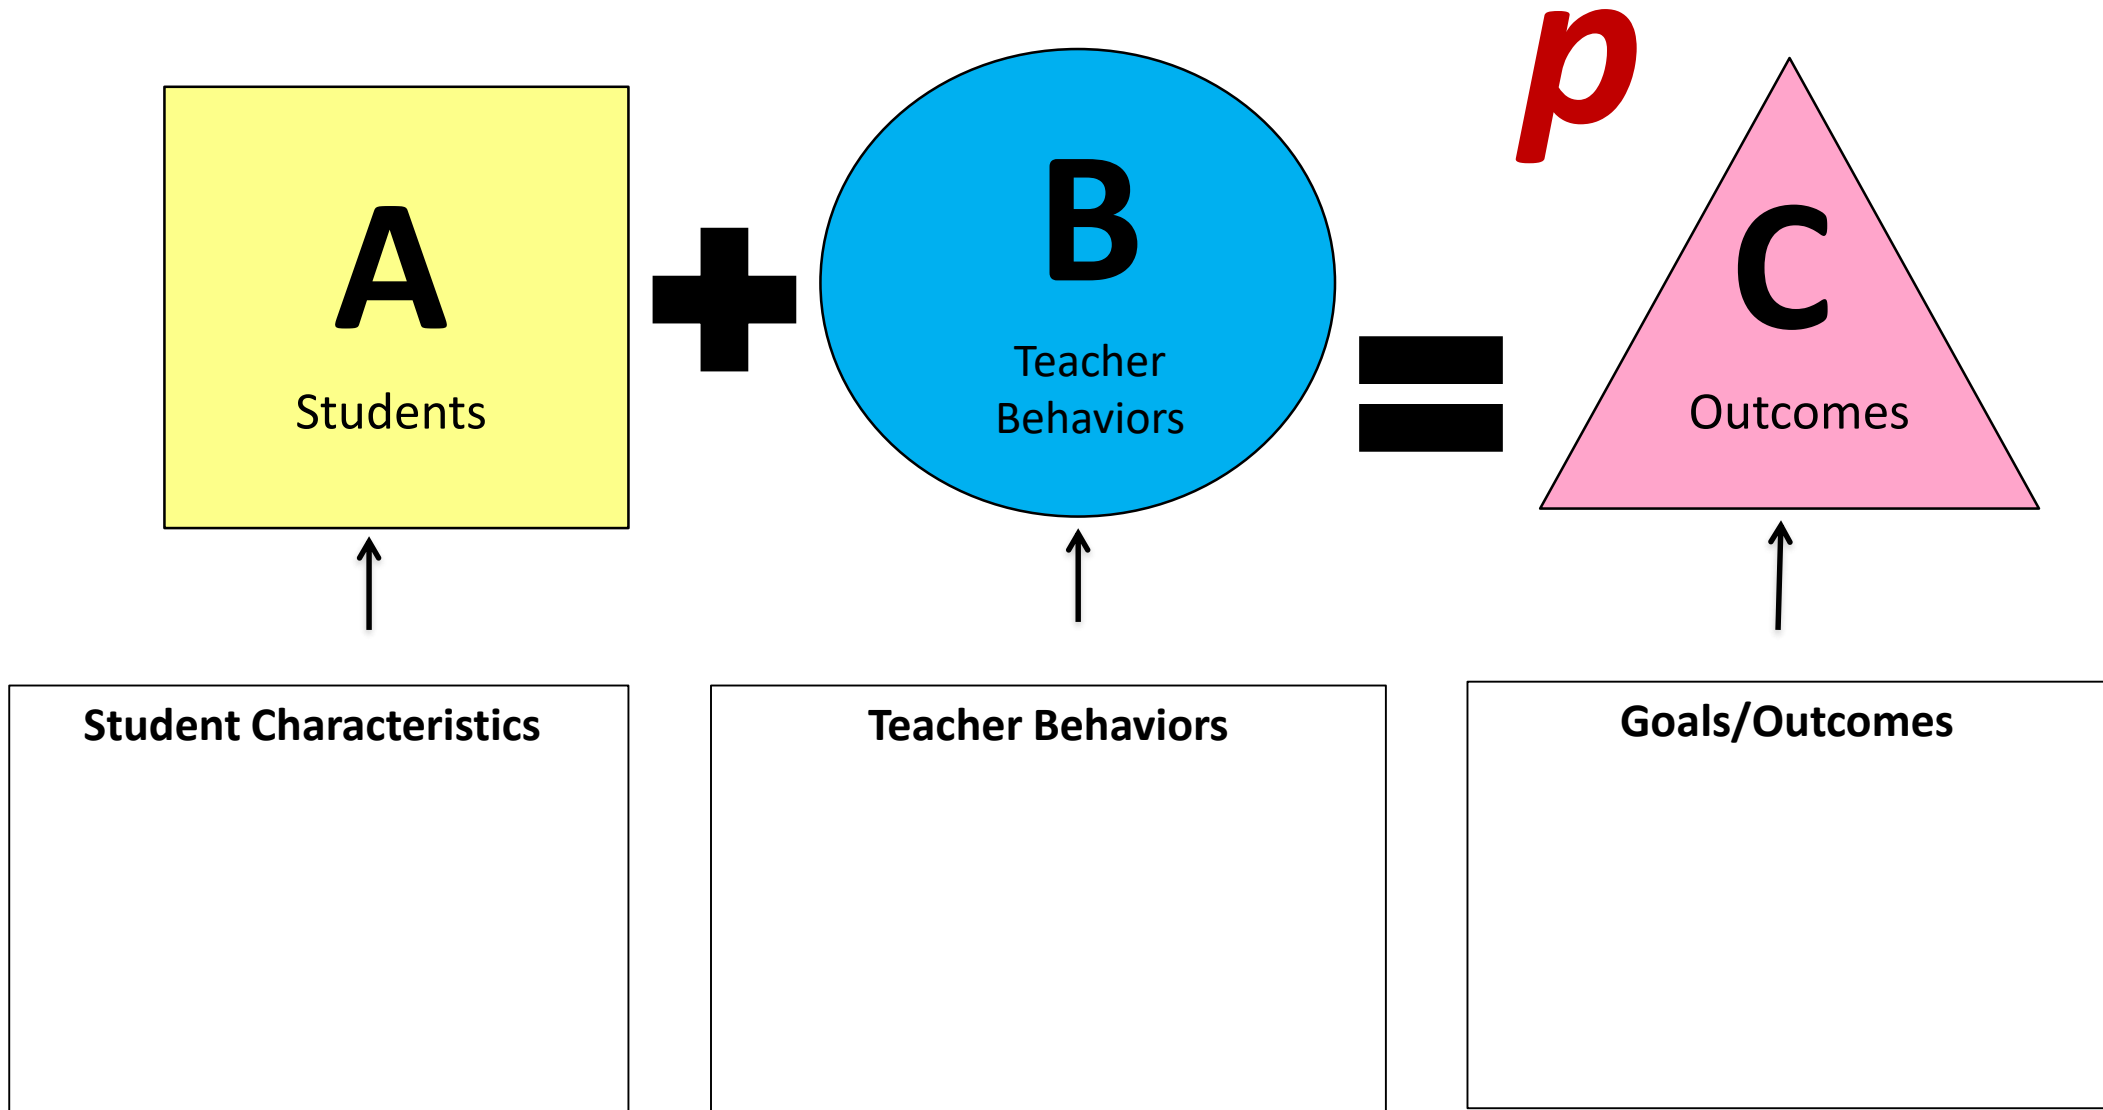 p
A
Students
B
Teacher
Behaviors
C
Outcomes
Student Characteristics
Teacher Behaviors
Goals/Outcomes